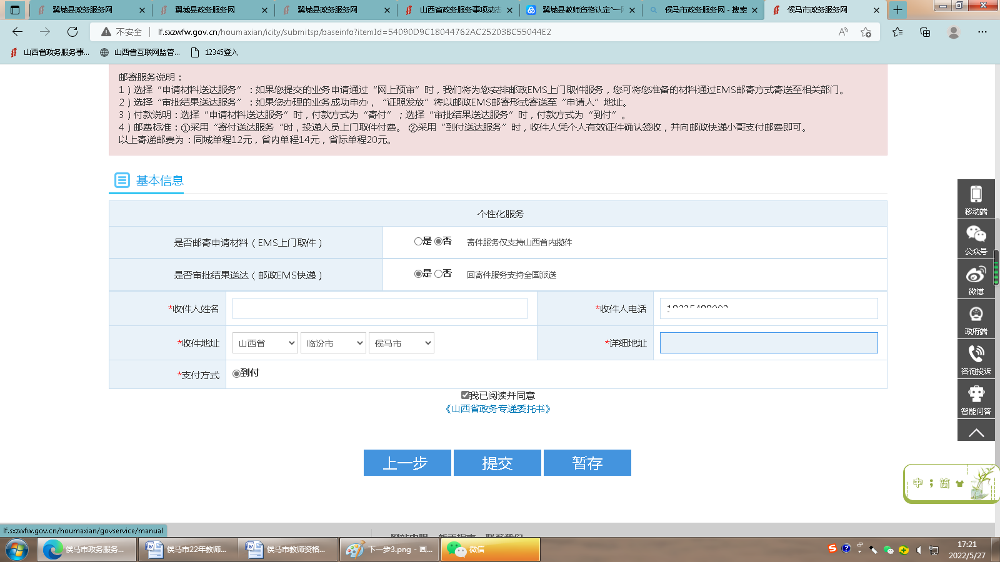 翼城县政务服务网
翼城县政务服务网
翼城县政务服务网
山西省政务服务事项动态
翼城县教师资格认定"一网
侯马市政务服务网 - 搜索
侯马市政务服务网
不安全
lf.sxzwfw.gov.cn/houmaxian/icity/submitsp/baseinfo?itemId=54090D9C18044762AC25203BC55044E2
山西省政务服务事...
山西省互联网监管...
12345登入
邮寄服务说明：
1）选择“申请材料送达服务”：如果您提交的业务申请通过“网上预审”时，我们将为您安排邮政EMS上门取件服务，您可将您准备的材料通过EMS邮寄方式寄送至相关部门。
2）选择“审批结果送达服务”：如果您办理的业务成功申办，“证照发放”将以邮政EMS邮寄形式寄送至“申请人”地址。
3）付款说明：选择“申请材料送达服务”时，付款方式为“寄付”；选择“审批结果送达服务”时，付款方式为“到付”。
4）邮费标准：①采用“寄付送达服务“时，投递人员上门取件付费。 ②采用“到付送达服务”时，收件人凭个人有效证件确认签收，并向邮政快递小哥支付邮费即可。
以上寄递邮费为：同城单程12元，省内单程14元，省际单程20元。
基本信息
个性化服务
是否邮寄申请材料（EMS上门取件）
是 否 寄件服务仅支持山西省内揽件
是否审批结果送达（邮政EMS快递）
是 否 回寄件服务支持全国派送
*收件人姓名
*收件人电话
*收件地址
山西省 临汾市 侯马市
*详细地址
*支付方式
到付
我已阅读并同意
《山西省政务专递委托书》
上一步
提交
暂存
移动端
公众号
微博
政府端
咨询投诉
智能问答
中 ； 简
lf.sxzwfw.gov.cn/houmaxian/govservice/manual
侯马市政务服务...
侯马市22年教师...
侯马市教师资格...
下一步3.png - 画...
微信
17:21
2022/5/27